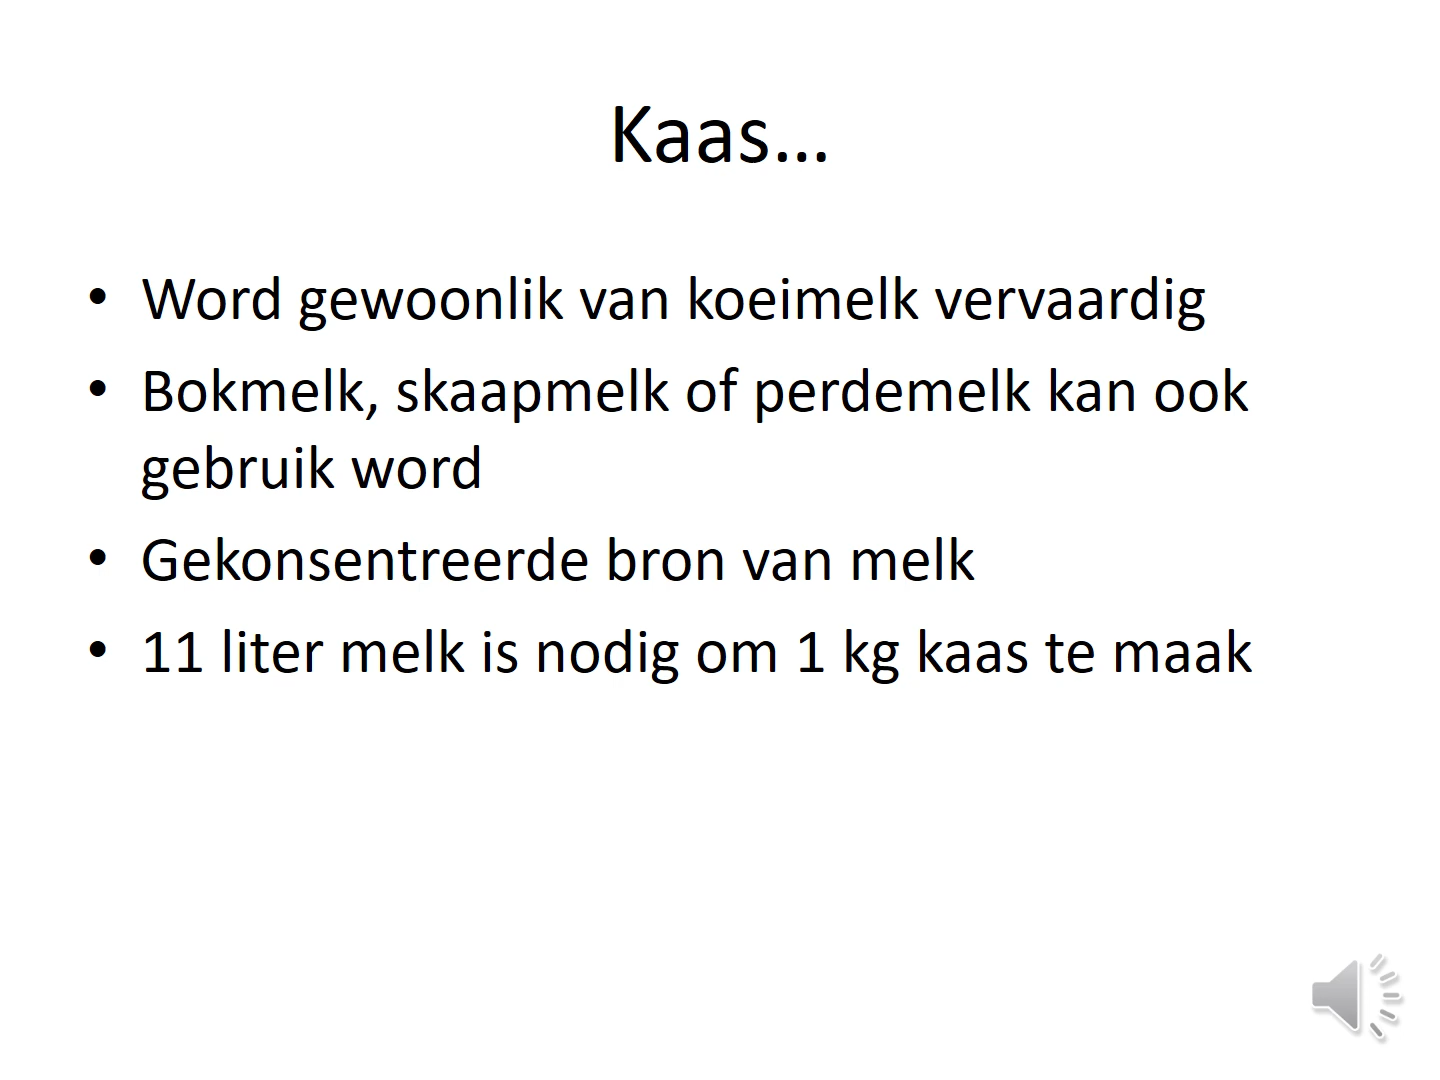 Kaas…
• Word gewoonlik van koeimelk vervaardig
• Bokmelk, skaapmelk of perdemelk kan ook
gebruik word
• Gekonsentreerde bron van melk
• 11 liter melk is nodig om 1 kg kaas te maak